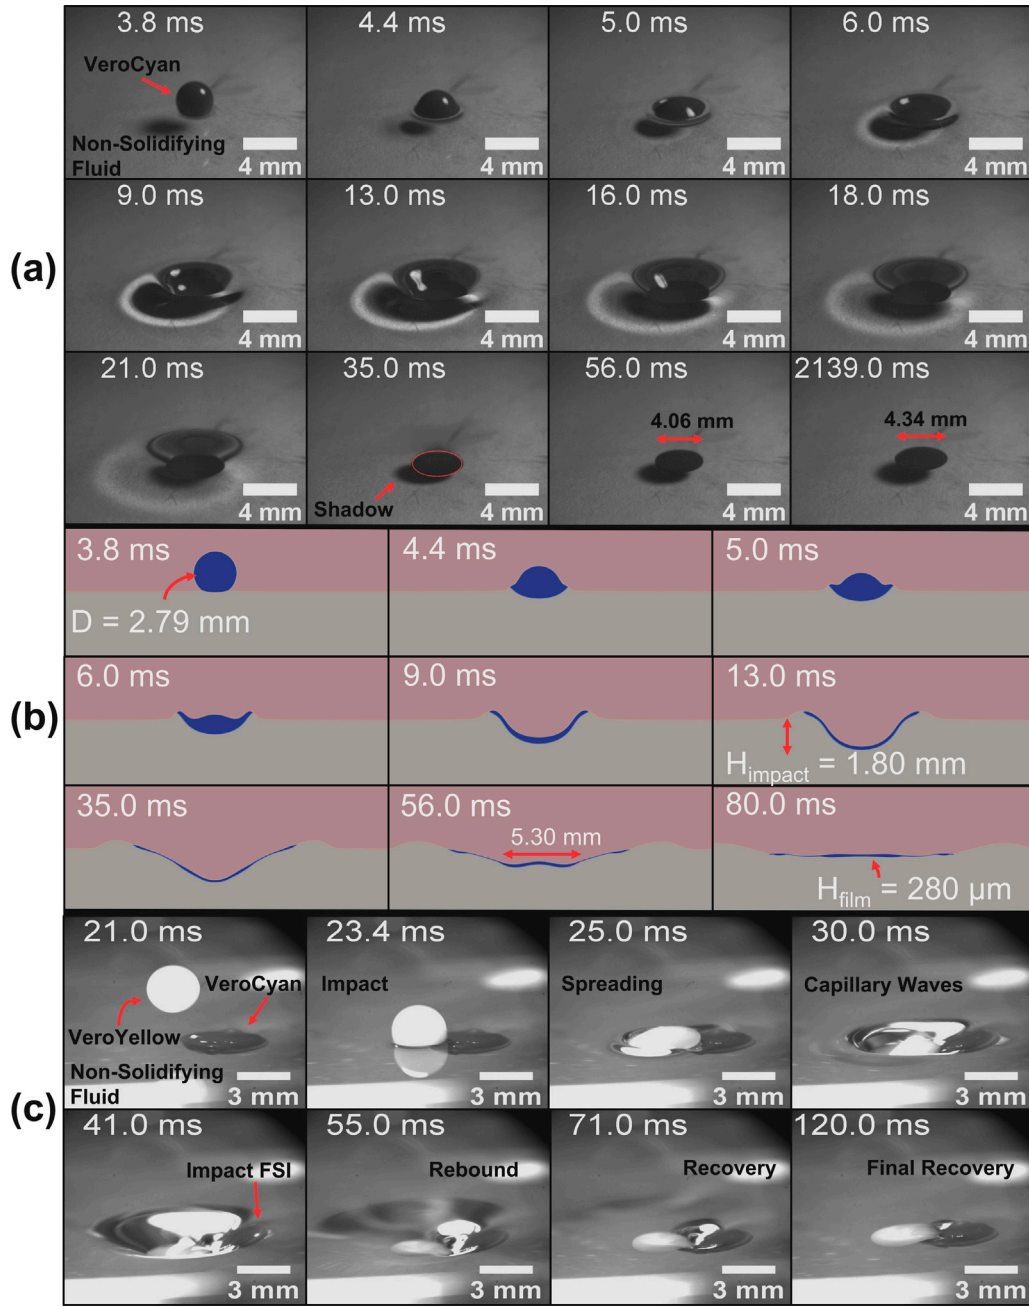 (a)
3.8 ms
VeroCyan
Non-Solidifying
Fluid
4 mm
4.4 ms
4 mm
5.0 ms
4 mm
6.0 ms
4 mm
9.0 ms
4 mm
13.0 ms
4 mm
16.0 ms
4 mm
18.0 ms
4 mm
21.0 ms
4 mm
35.0 ms
Shadow
4 mm
56.0 ms
4.06 mm
4 mm
2139.0 ms
4.34 mm
4 mm
(b)
3.8 ms
D = 2.79 mm
4.4 ms
5.0 ms
6.0 ms
9.0 ms
13.0 ms
Himpact = 1.80 mm
35.0 ms
56.0 ms
5.30 mm
80.0 ms
Hfilm = 280 μm
(c)
21.0 ms
VeroCyan
VeroYellow
Non-Solidifying
Fluid
3 mm
23.4 ms
Impact
3 mm
25.0 ms
Spreading
3 mm
30.0 ms
Capillary Waves
3 mm
41.0 ms
Impact FSI
3 mm
55.0 ms
Rebound
3 mm
71.0 ms
Recovery
3 mm
120.0 ms
Final Recovery
3 mm